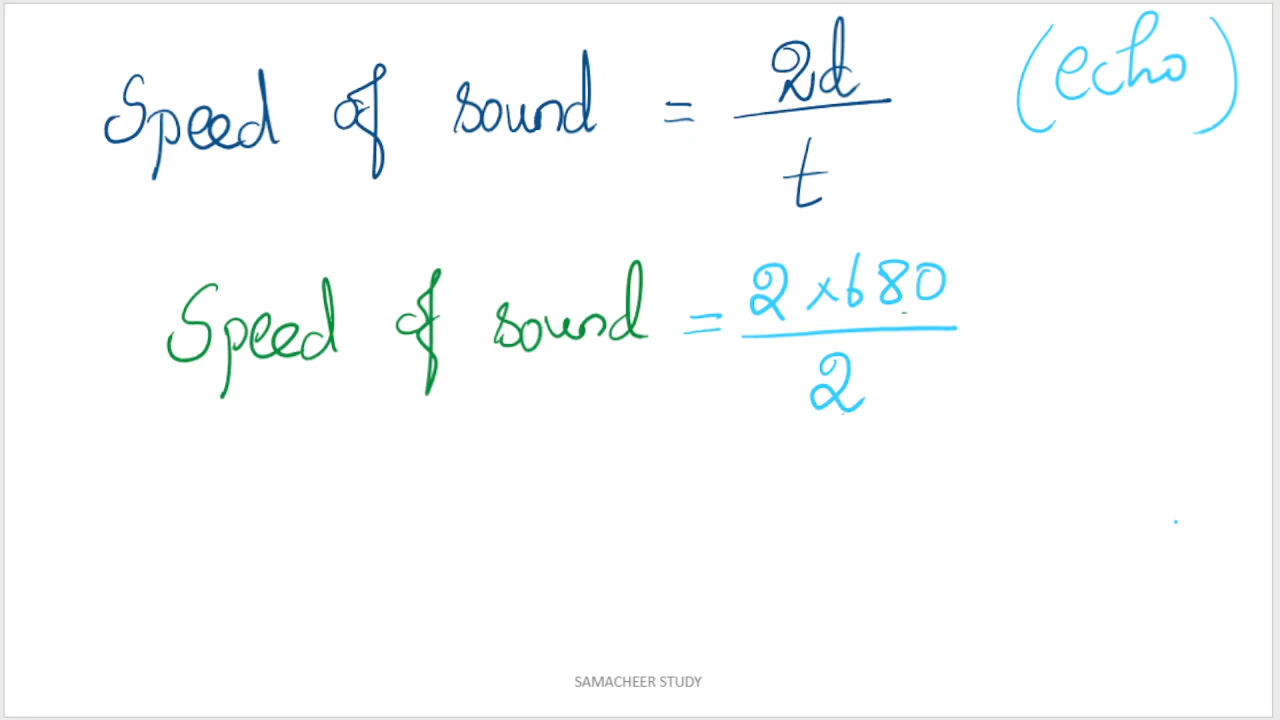 Speed of sound = 2d / t (echo)
Speed of sound = 2 × 680 / 2
SAMACHEER STUDY